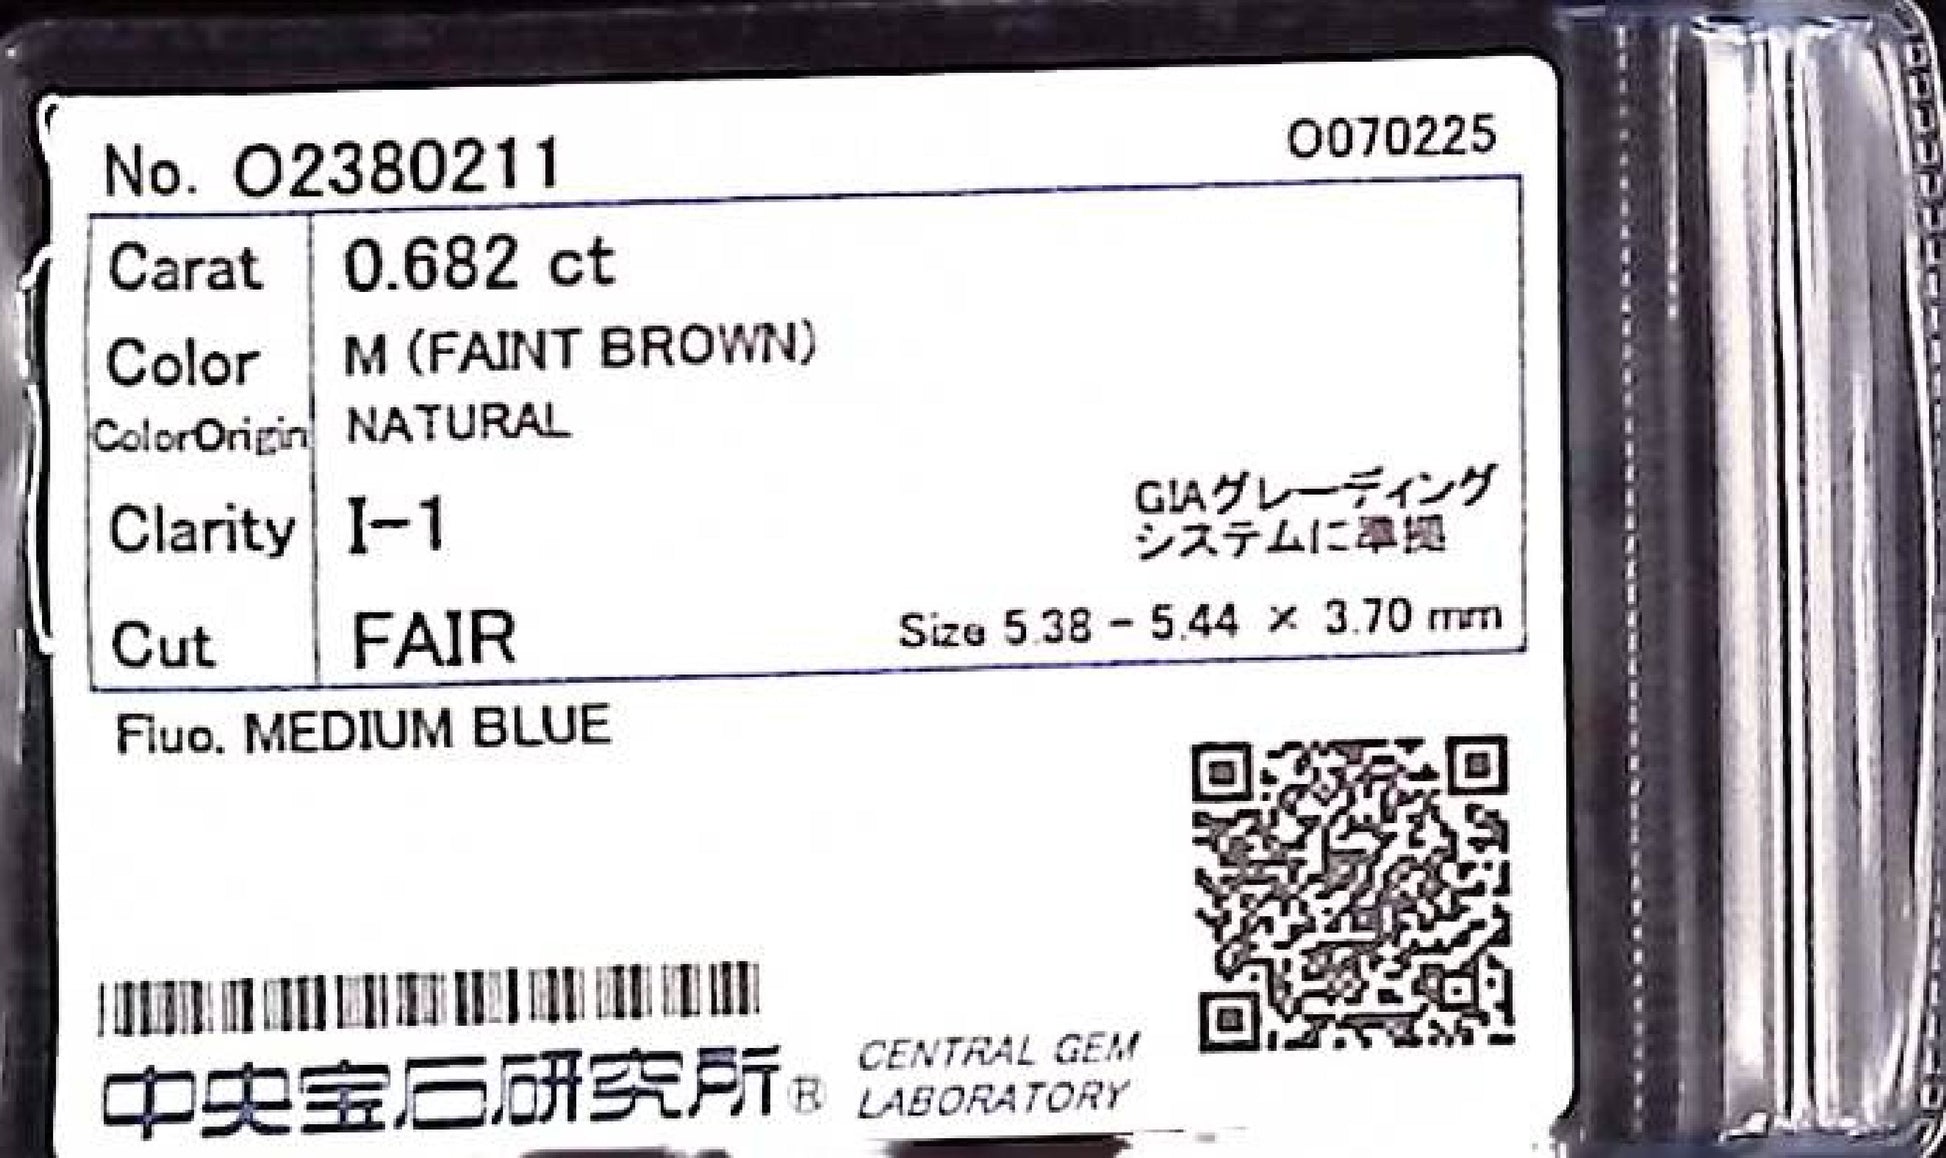 No. O2380211
O070225
Carat 0.682 ct
Color M (FAINT BROWN)
ColorOrigin NATURAL
Clarity I-1
GIAグレーディング
システムに準拠
Cut FAIR
Size 5.38 - 5.44 × 3.70 mm
Fluo. MEDIUM BLUE
中央宝石研究所®
CENTRAL GEM
LABORATORY